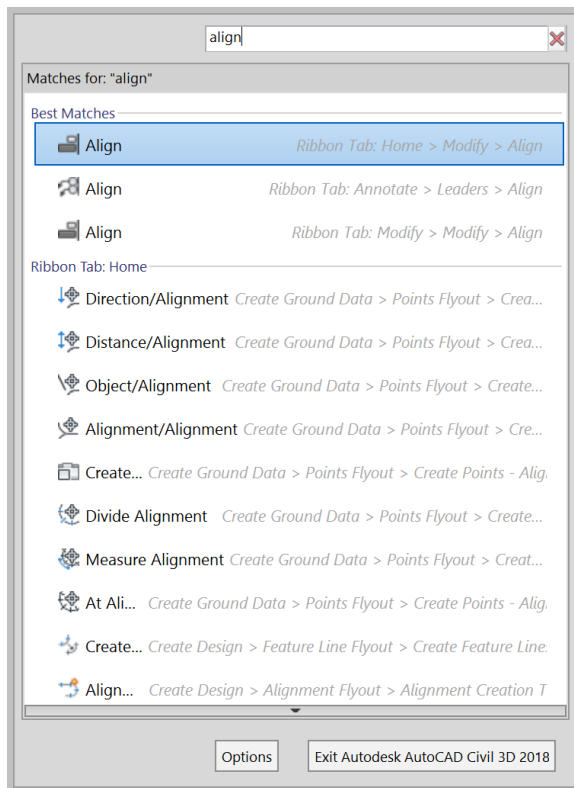 align
Matches for: "align"
Best Matches
Align Ribbon Tab: Home > Modify > Align
Align Ribbon Tab: Annotate > Leaders > Align
Align Ribbon Tab: Modify > Modify > Align
Ribbon Tab: Home
Direction/Alignment Create Ground Data > Points Flyout > Crea...
Distance/Alignment Create Ground Data > Points Flyout > Crea...
Object/Alignment Create Ground Data > Points Flyout > Create...
Alignment/Alignment Create Ground Data > Points Flyout > Cre...
Create... Create Ground Data > Points Flyout > Create Points - Alig
Divide Alignment Create Ground Data > Points Flyout > Create...
Measure Alignment Create Ground Data > Points Flyout > Creat...
At Ali... Create Ground Data > Points Flyout > Create Points - Alig
Create... Create Design > Feature Line Flyout > Create Feature Line
Align... Create Design > Alignment Flyout > Alignment Creation T
Options Exit Autodesk AutoCAD Civil 3D 2018